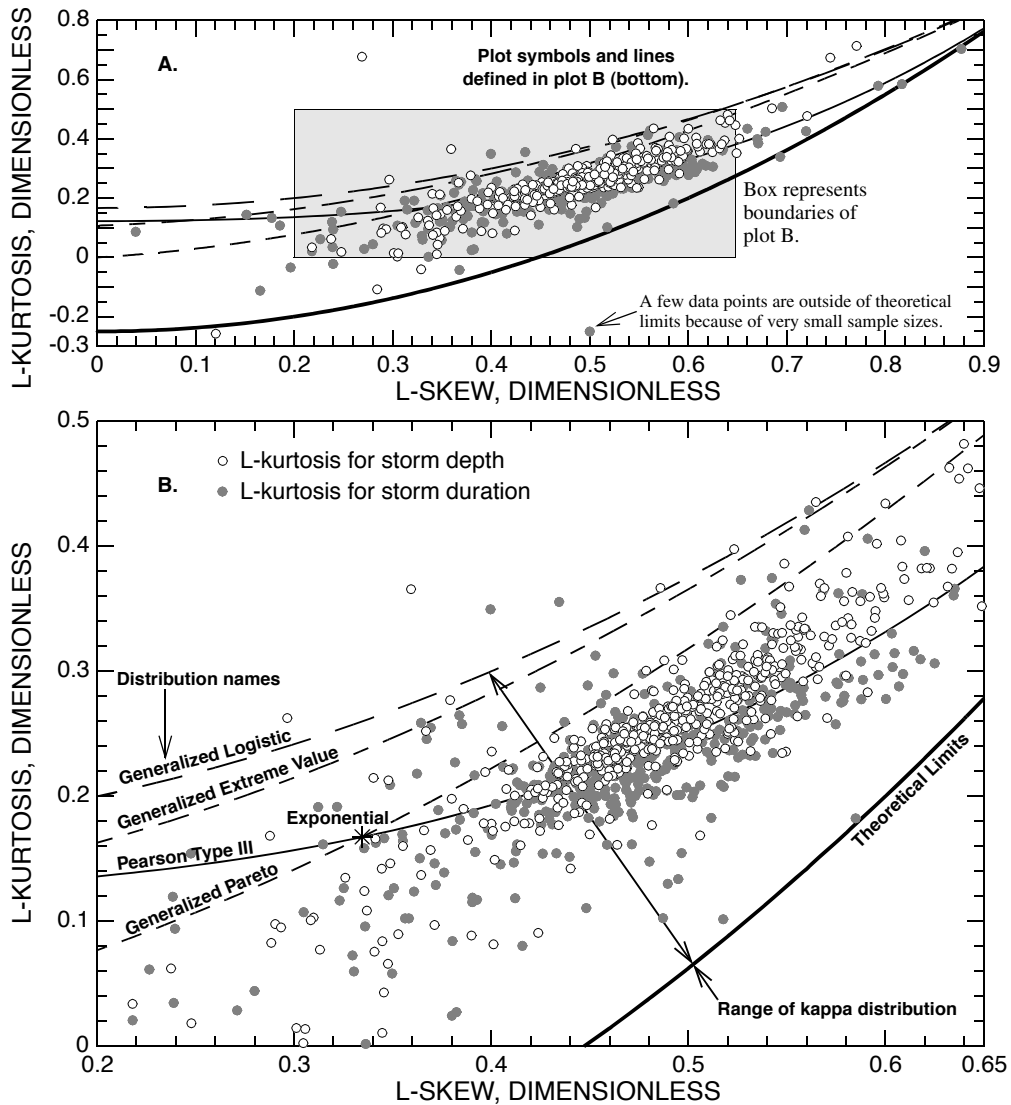 0.8
0.6
0.4
0.2
0
-0.2
-0.3
L-KURTOSIS, DIMENSIONLESS
A.
Plot symbols and lines
defined in plot B (bottom).
Box represents
boundaries of
plot B.
A few data points are outside of theoretical
limits because of very small sample sizes.
0 0.1 0.2 0.3 0.4 0.5 0.6 0.7 0.8 0.9
L-SKEW, DIMENSIONLESS
0.5
0.4
0.3
0.2
0.1
0
L-KURTOSIS, DIMENSIONLESS
B.
L-kurtosis for storm depth
L-kurtosis for storm duration
Distribution names
Generalized Logistic
Generalized Extreme Value
Exponential
Pearson Type III
Generalized Pareto
Theoretical Limits
Range of kappa distribution
0.2 0.3 0.4 0.5 0.6 0.65
L-SKEW, DIMENSIONLESS